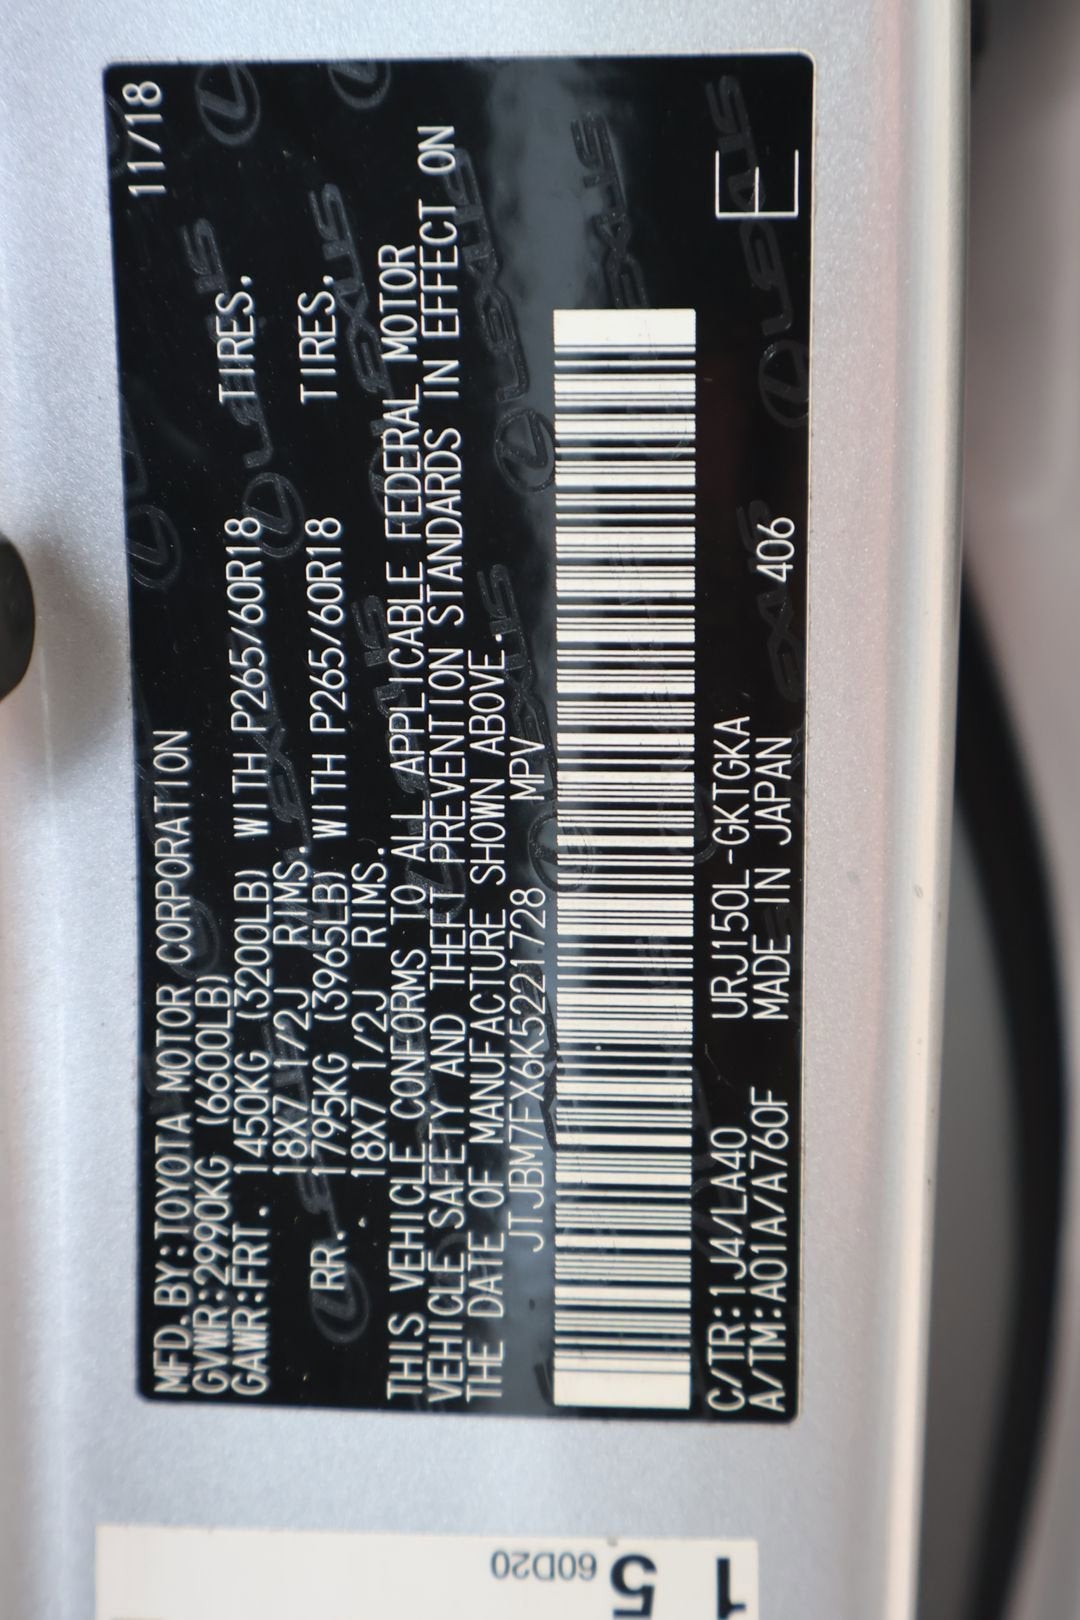 11/18
MFD.BY:TOYOTA MOTOR CORPORATION
GVWR:2990KG (6600LB)
GAWR:FRT. 1450KG (3200LB) WITH P265/60R18 TIRES,
18X7 1/2J RIMS.
RR. 1795KG (3965LB) WITH P265/60R18 TIRES,
18X7 1/2J RIMS.
THIS VEHICLE CONFORMS TO ALL APPLICABLE FEDERAL MOTOR
VEHICLE SAFETY AND THEFT PREVENTION STANDARDS IN EFFECT ON
THE DATE OF MANUFACTURE SHOWN ABOVE.
JTJBM7FX6K5221728 MPV
C/TR:1J4/LA40 URJ150L-GKTGKA
A/TM:A01A/A760F MADE IN JAPAN 406
LEXUS
60D20
5
1